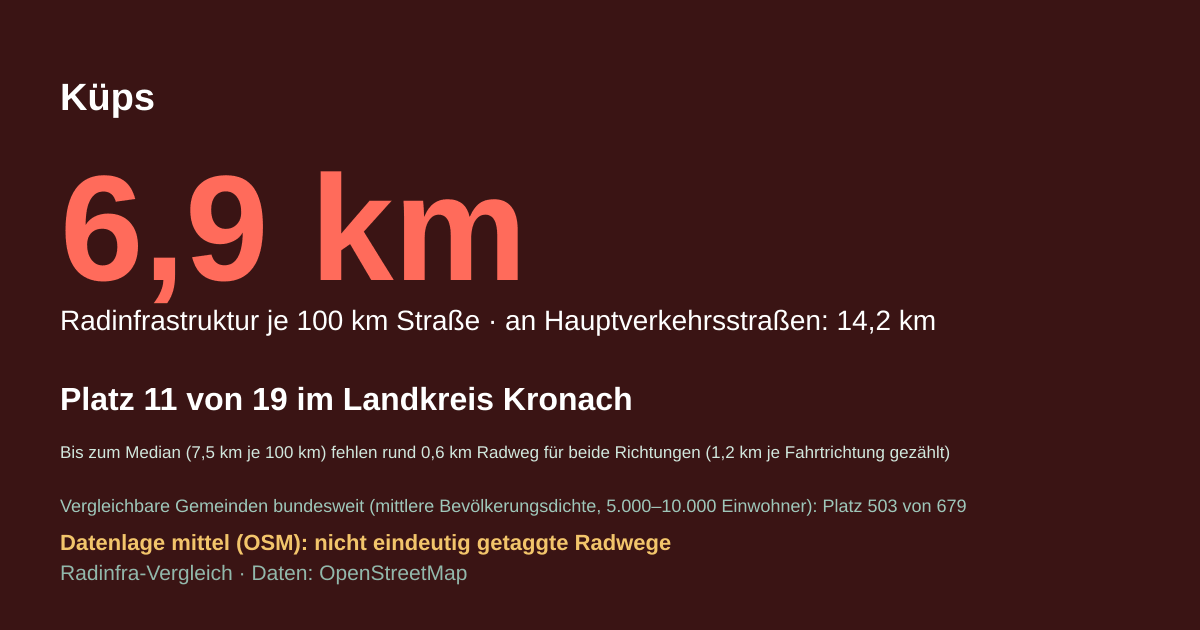 Küps
6,9 km
Radinfrastruktur je 100 km Straße · an Hauptverkehrsstraßen: 14,2 km
Platz 11 von 19 im Landkreis Kronach
Bis zum Median (7,5 km je 100 km) fehlen rund 0,6 km Radweg für beide Richtungen (1,2 km je Fahrtrichtung gezählt)
Vergleichbare Gemeinden bundesweit (mittlere Bevölkerungsdichte, 5.000–10.000 Einwohner): Platz 503 von 679
Datenlage mittel (OSM): nicht eindeutig getaggte Radwege
Radinfra-Vergleich · Daten: OpenStreetMap